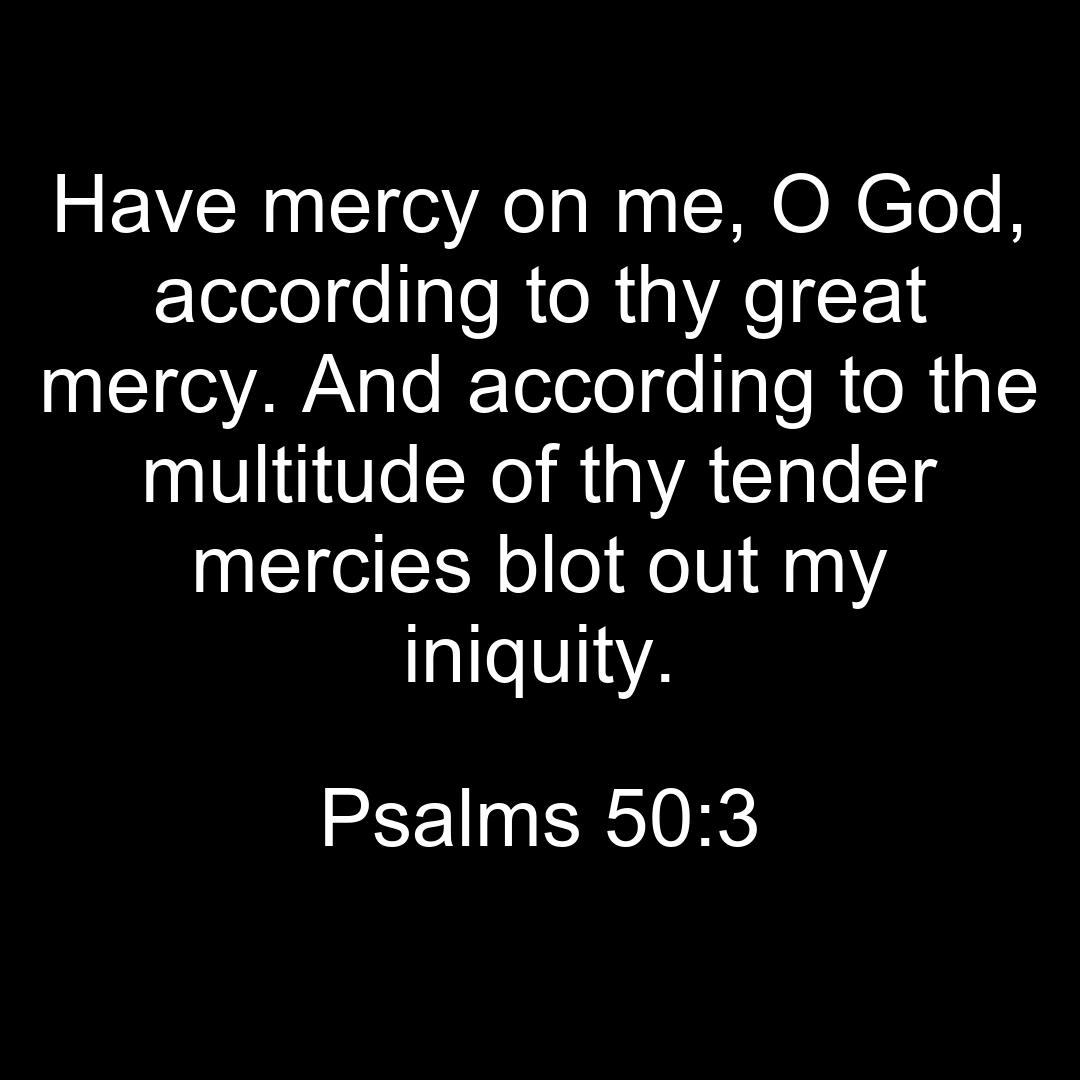 Have mercy on me, O God,
according to thy great
mercy. And according to the
multitude of thy tender
mercies blot out my
iniquity.
Psalms 50:3